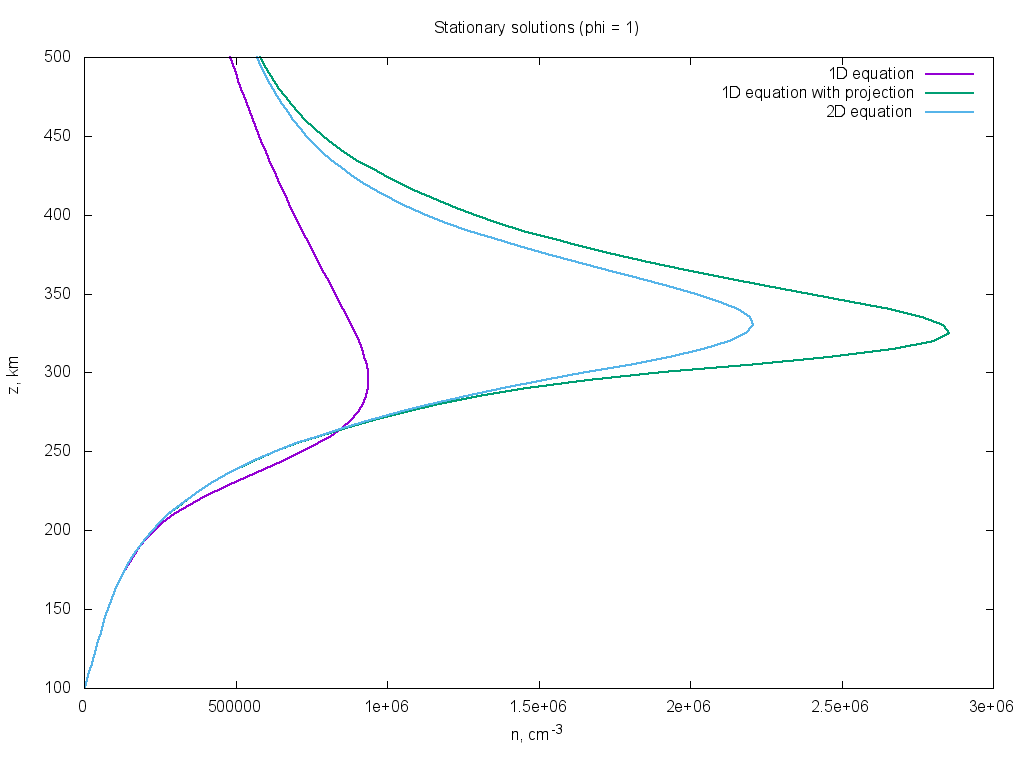 Stationary solutions (phi = 1)
1D equation
1D equation with projection
2D equation
500
450
400
350
300
250
200
150
100
z, km
0 500000 1e+06 1.5e+06 2e+06 2.5e+06 3e+06
n, cm⁻³